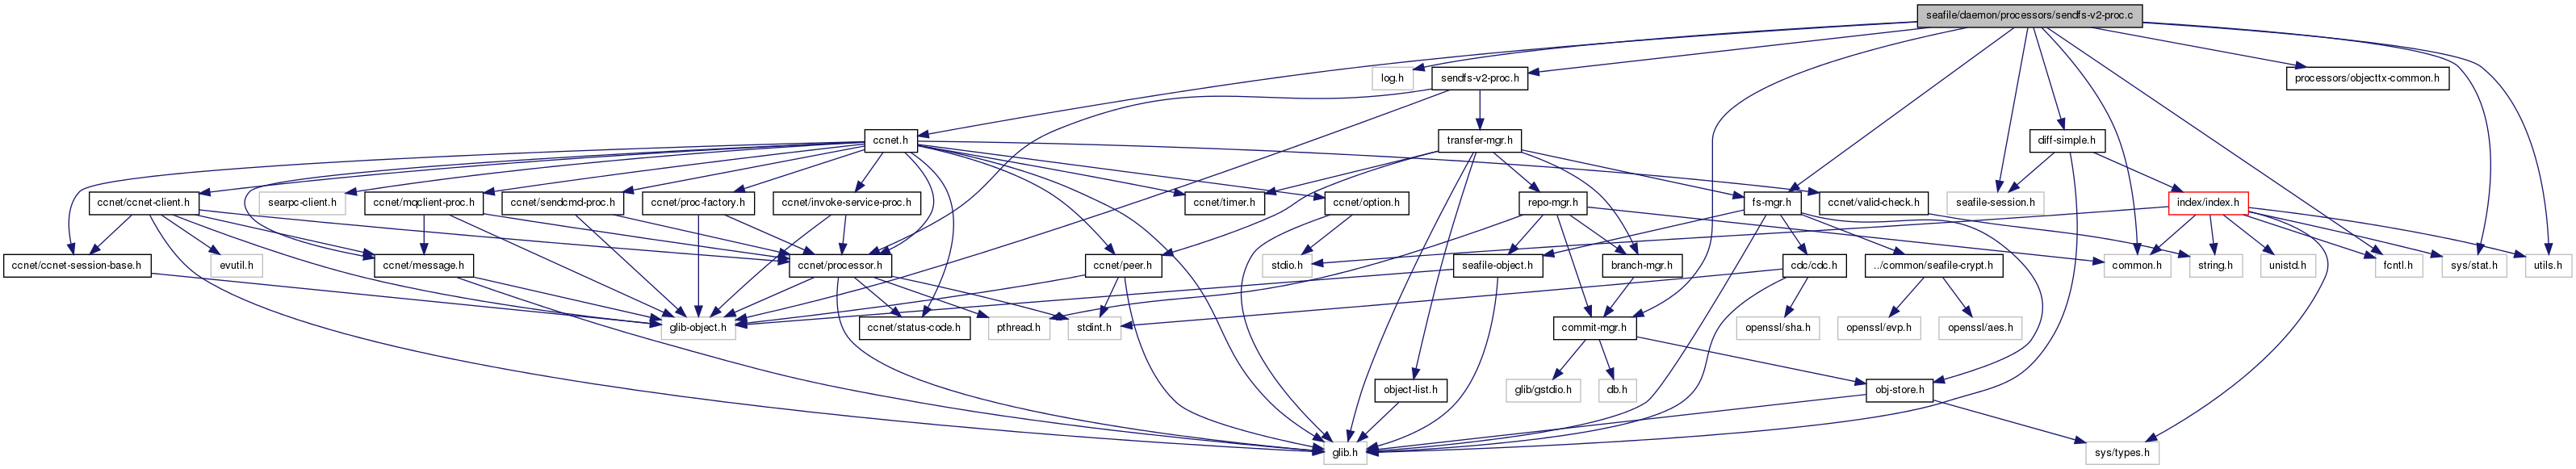 seafile/daemon/processors/sendfs-v2-proc.c
log.h
sendfs-v2-proc.h
processors/objecttx-common.h
ccnet.h
transfer-mgr.h
diff-simple.h
ccnet/ccnet-client.h
searpc-client.h
ccnet/mqclient-proc.h
ccnet/sendcmd-proc.h
ccnet/proc-factory.h
ccnet/invoke-service-proc.h
ccnet/timer.h
ccnet/option.h
repo-mgr.h
fs-mgr.h
ccnet/valid-check.h
seafile-session.h
index/index.h
ccnet/ccnet-session-base.h
evutil.h
ccnet/message.h
ccnet/processor.h
ccnet/peer.h
stdio.h
seafile-object.h
branch-mgr.h
cdc/cdc.h
../common/seafile-crypt.h
common.h
string.h
unistd.h
fcntl.h
sys/stat.h
utils.h
glib-object.h
ccnet/status-code.h
pthread.h
stdint.h
commit-mgr.h
openssl/sha.h
openssl/evp.h
openssl/aes.h
object-list.h
glib/gstdio.h
db.h
obj-store.h
glib.h
sys/types.h